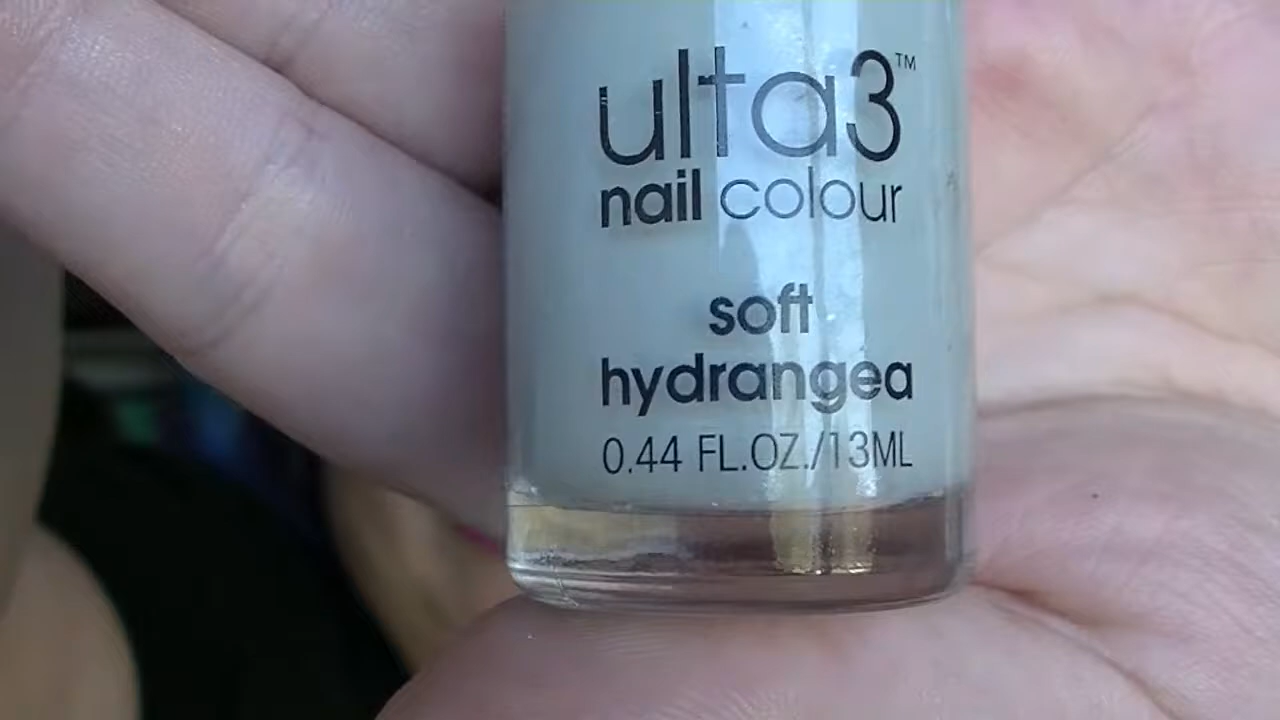 ulta3™
nail colour
soft
hydrangea
0.44 FL.OZ./13ML